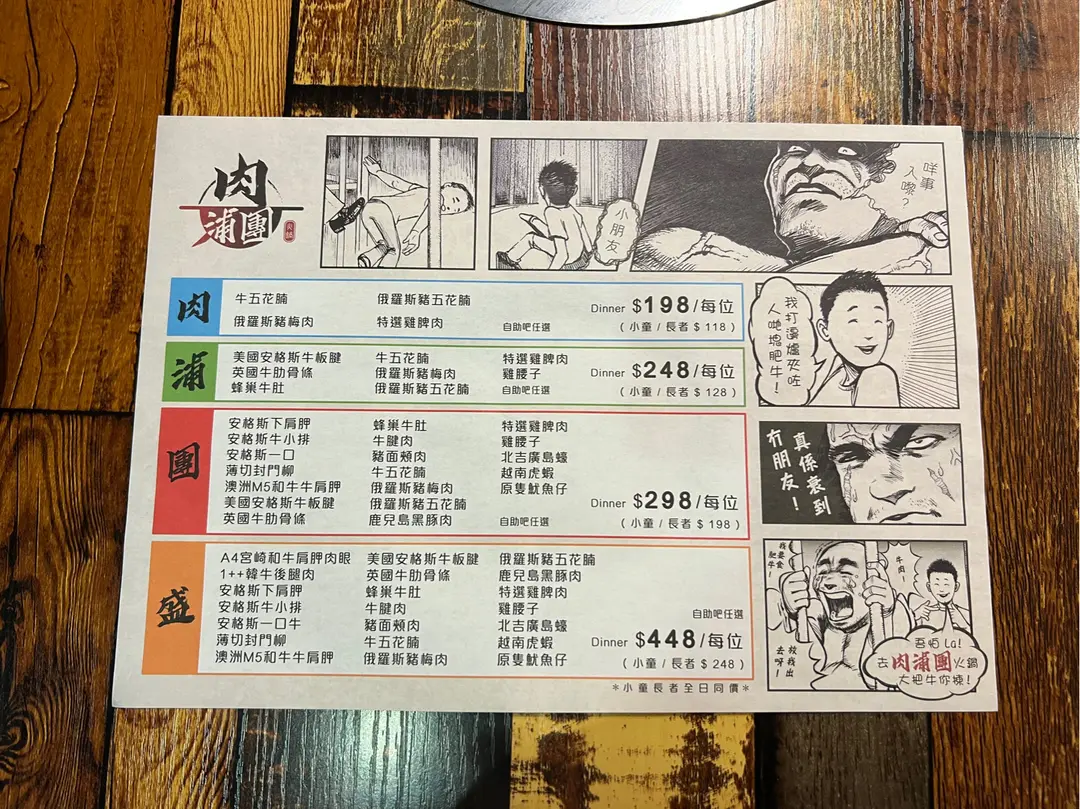 肉
浦團
小朋友
咩事
入嚟？
肉
牛五花腩
俄羅斯豬五花腩
俄羅斯豬梅肉
特選雞脾肉
自助吧任選
Dinner $198/每位
( 小童 / 長者 $ 118 )
我打邊爐夾咗
人哋塊肥牛！
浦
美國安格斯牛板腱
牛五花腩
特選雞脾肉
英國牛肋骨條
俄羅斯豬梅肉
雞腰子
蜂巢牛肚
俄羅斯豬五花腩
自助吧任選
Dinner $248/每位
( 小童 / 長者 $ 128 )
團
安格斯下肩胛
蜂巢牛肚
特選雞脾肉
安格斯牛小排
牛腱肉
雞腰子
安格斯一口
豬面頰肉
北吉廣島蠔
薄切封門柳
牛五花腩
越南虎蝦
澳洲M5和牛牛肩胛
俄羅斯豬梅肉
原隻魷魚仔
美國安格斯牛板腱
俄羅斯豬五花腩
英國牛肋骨條
鹿兒島黑豚肉
自助吧任選
Dinner $298/每位
( 小童 / 長者 $ 198 )
真係衰到
冇朋友！
盛
A4宮崎和牛肩胛肉眼
美國安格斯牛板腱
俄羅斯豬五花腩
1++韓牛後腿肉
英國牛肋骨條
鹿兒島黑豚肉
安格斯下肩胛
蜂巢牛肚
特選雞脾肉
安格斯牛小排
牛腱肉
雞腰子
安格斯一口牛
豬面頰肉
北吉廣島蠔
薄切封門柳
牛五花腩
越南虎蝦
澳洲M5和牛牛肩胛
俄羅斯豬梅肉
原隻魷魚仔
自助吧任選
Dinner $448/每位
( 小童 / 長者 $ 248 )
*小童長者全日同價*
我要食
肥牛！
牛肉！
救我出
去呀！
吾怕 La!
去肉浦團火鍋
大把牛你揀！